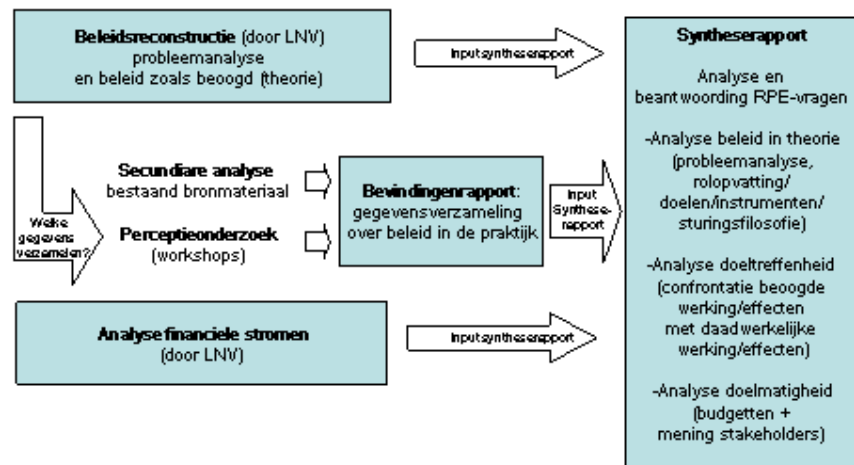 Beleidsreconstructie (door LNV)
probleemanalyse
en beleid zoals beoogd (theorie)
Input syntheserapport
Welke
gegevens
verzamelen?
Secundiare analyse
bestaand bronmateriaal
Perceptieonderzoek
(workshops)
Bevindingenrapport:
gegevensverzameling
over beleid in de praktijk
Input
Synthese-
rapport
Analyse financiele stromen
(door LNV)
Input syntheserapport
Syntheserapport
Analyse en
beantwoording RPE-vragen
-Analyse beleid in theorie
(probleemanalyse,
rolopvatting/
doelen/instrumenten/
sturingsfilosofie)
-Analyse doeltreffenheid
(confrontatie beoogde
werking/effecten
met daadwerkelijke
werking/effecten)
-Analyse doelmatigheid
(budgetten +
mening stakeholders)